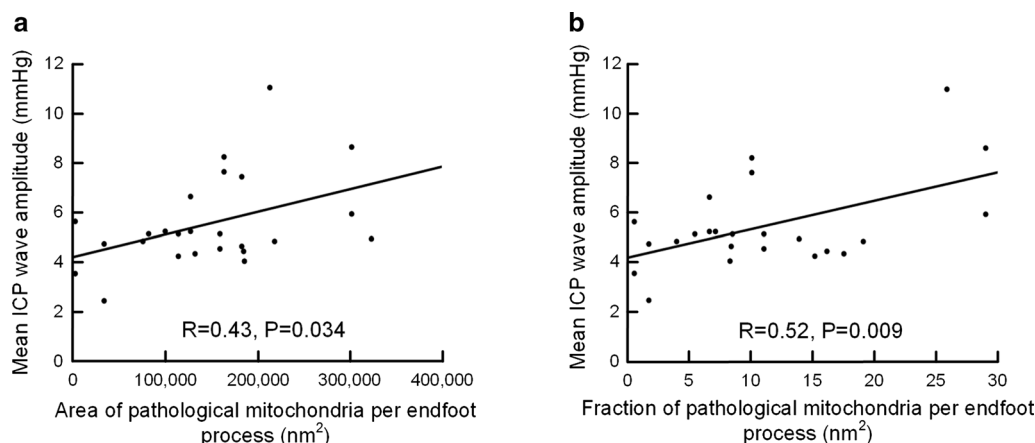 a
Mean ICP wave amplitude (mmHg)
12
10
8
6
4
2
0
R=0.43, P=0.034
0 100,000 200,000 300,000 400,000
Area of pathological mitochondria per endfoot
process (nm²)
b
Mean ICP wave amplitude (mmHg)
12
10
8
6
4
2
0
R=0.52, P=0.009
0 5 10 15 20 25 30
Fraction of pathological mitochondria per endfoot
process (nm²)